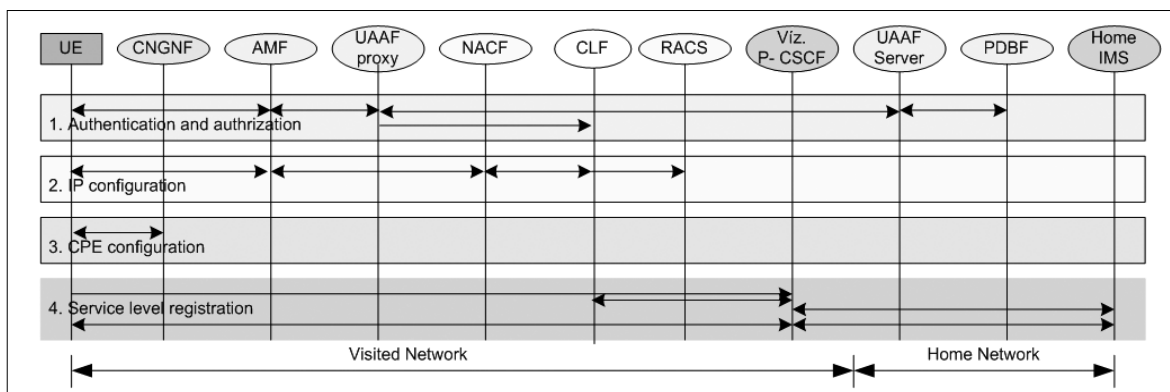 UE
CNGNF
AMF
UAAF
proxy
NACF
CLF
RACS
Víz.
P- CSCF
UAAF
Server
PDBF
Home
IMS
1. Authentication and authrization
2. IP configuration
3. CPE configuration
4. Service level registration
Visited Network
Home Network